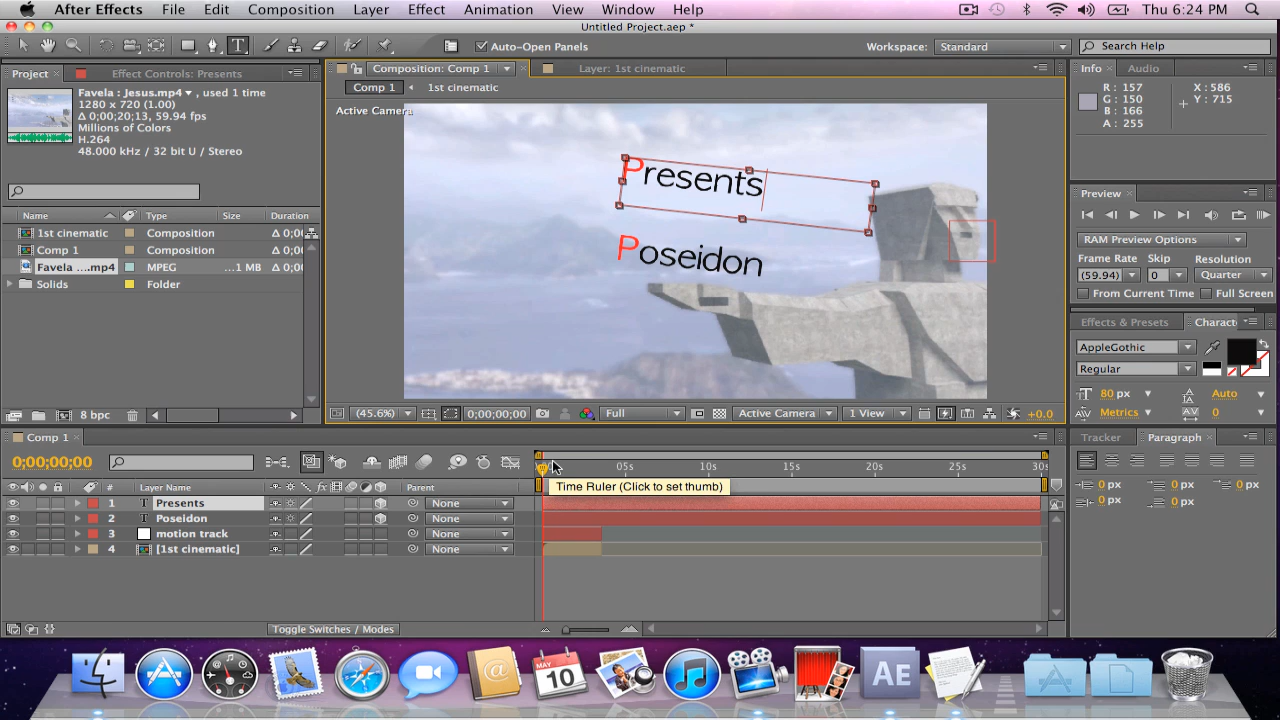 After Effects File Edit Composition Layer Effect Animation View Window Help Thu 6:24 PM
Untitled Project.aep *
T Auto-Open Panels Workspace: Standard Search Help
Project Effect Controls: Presents
Favela : Jesus.mp4 , used 1 time
1280 x 720 (1.00)
Δ 0;00;20;13, 59.94 fps
Millions of Colors
H.264
48.000 kHz / 32 bit U / Stereo
Name Type Size Duration
1st cinematic Composition Δ 0;0
Comp 1 Composition Δ 0;0
Favela ....mp4 MPEG ...1 MB Δ 0;0
Solids Folder
8 bpc
Composition: Comp 1 Layer: 1st cinematic
Comp 1 1st cinematic
Active Camera
Presents
Poseidon
(45.6%) 0;00;00;00 Full Active Camera 1 View +0.0
Info Audio
R : 157 X : 586
G : 150 Y : 715
B : 166
A : 255
Preview
RAM Preview Options
Frame Rate Skip Resolution
(59.94) 0 Quarter
From Current Time Full Screen
Effects & Presets Charact
AppleGothic
Regular
T 80 px Auto
Metrics AV 0
Tracker Paragraph
0 px 0 px 0 px
0 px 0 px
Comp 1
0;00;00;00
05s 10s 15s 20s 25s 30s
Time Ruler (Click to set thumb)
# Layer Name Parent
1 T Presents None
2 T Poseidon None
3 motion track None
4 [1st cinematic] None
Toggle Switches / Modes
MAY
10
AE